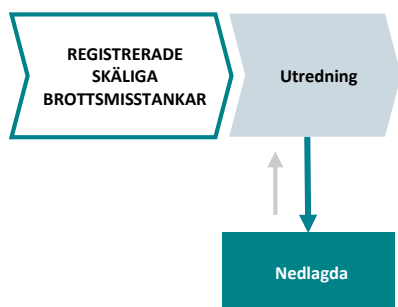 REGISTRERADE
SKÄLIGA
BROTTSMISSTANKAR
Utredning
Nedlagda